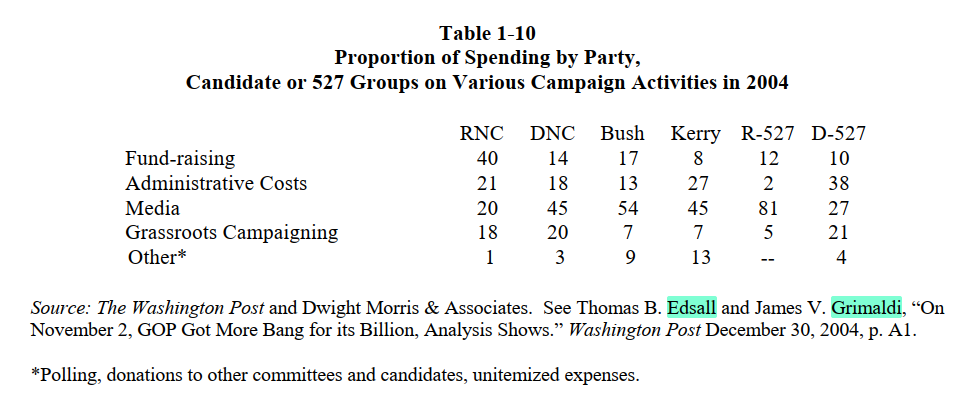 Table 1-10
Proportion of Spending by Party,
Candidate or 527 Groups on Various Campaign Activities in 2004
RNC DNC Bush Kerry R-527 D-527
Fund-raising 40 14 17 8 12 10
Administrative Costs 21 18 13 27 2 38
Media 20 45 54 45 81 27
Grassroots Campaigning 18 20 7 7 5 21
Other* 1 3 9 13 -- 4
Source: The Washington Post and Dwight Morris & Associates. See Thomas B. Edsall and James V. Grimaldi, “On
November 2, GOP Got More Bang for its Billion, Analysis Shows.” Washington Post December 30, 2004, p. A1.
*Polling, donations to other committees and candidates, unitemized expenses.